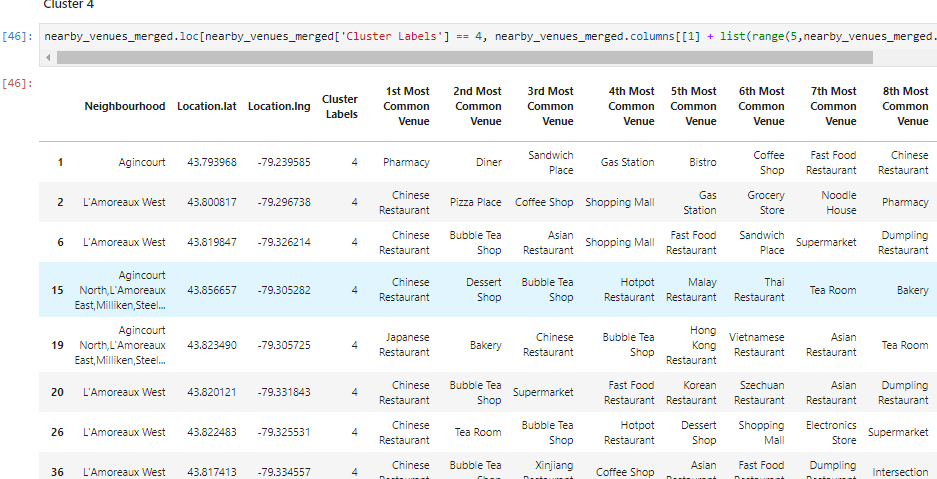 Cluster 4
[46]: nearby_venues_merged.loc[nearby_venues_merged['Cluster Labels'] == 4, nearby_venues_merged.columns[[1] + list(range(5,nearby_venues_merged.
[46]:
Neighbourhood Location.lat Location.lng Cluster Labels 1st Most Common Venue 2nd Most Common Venue 3rd Most Common Venue 4th Most Common Venue 5th Most Common Venue 6th Most Common Venue 7th Most Common Venue 8th Most Common Venue
1 Agincourt 43.793968 -79.239585 4 Pharmacy Diner Sandwich Place Gas Station Bistro Coffee Shop Fast Food Restaurant Chinese Restaurant
2 L'Amoreaux West 43.800817 -79.296738 4 Chinese Restaurant Pizza Place Coffee Shop Shopping Mall Gas Station Grocery Store Noodle House Pharmacy
6 L'Amoreaux West 43.819847 -79.326214 4 Chinese Restaurant Bubble Tea Shop Asian Restaurant Shopping Mall Fast Food Restaurant Sandwich Place Supermarket Dumpling Restaurant
15 Agincourt North,L'Amoreaux East,Milliken,Steel... 43.856657 -79.305282 4 Chinese Restaurant Dessert Shop Bubble Tea Shop Hotpot Restaurant Malay Restaurant Thai Restaurant Tea Room Bakery
19 Agincourt North,L'Amoreaux East,Milliken,Steel... 43.823490 -79.305725 4 Japanese Restaurant Bakery Chinese Restaurant Bubble Tea Shop Hong Kong Restaurant Vietnamese Restaurant Asian Restaurant Tea Room
20 L'Amoreaux West 43.820121 -79.331843 4 Chinese Restaurant Bubble Tea Shop Supermarket Fast Food Restaurant Korean Restaurant Szechuan Restaurant Asian Restaurant Dumpling Restaurant
26 L'Amoreaux West 43.822483 -79.325531 4 Chinese Restaurant Tea Room Bubble Tea Shop Hotpot Restaurant Dessert Shop Shopping Mall Electronics Store Supermarket
36 L'Amoreaux West 43.817413 -79.334557 4 Chinese Restaurant Bubble Tea Shop Xinjiang Restaurant Coffee Shop Asian Restaurant Fast Food Restaurant Dumpling Restaurant Intersection